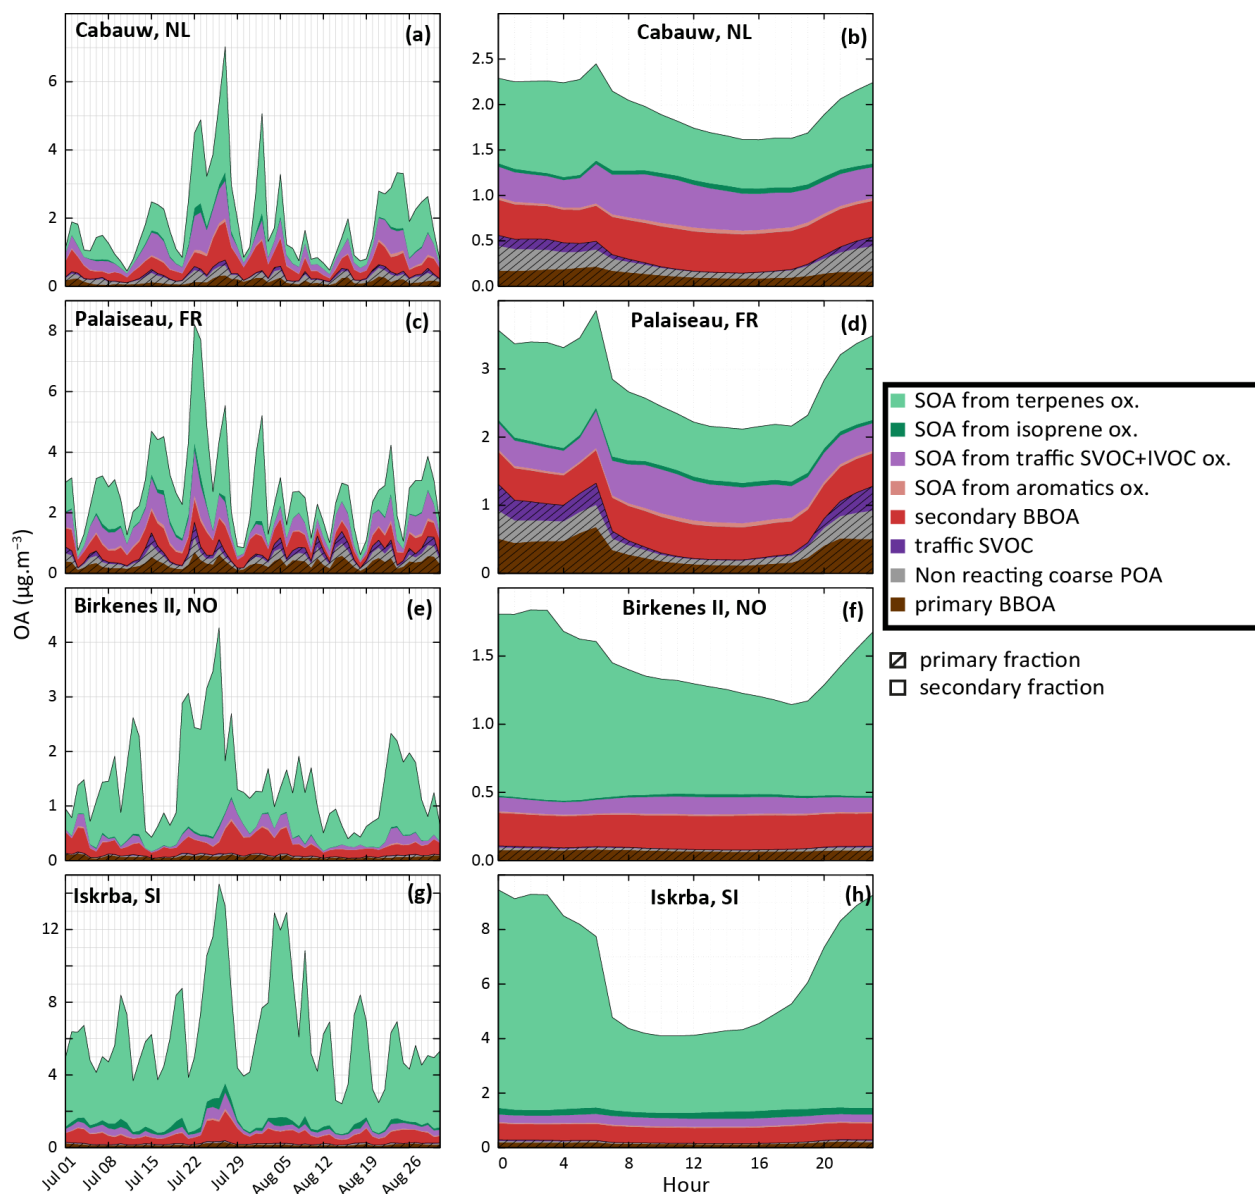 Cabauw, NL
(a)
6
4
2
0
Cabauw, NL
(b)
2.5
2.0
1.5
1.0
0.5
0.0
Palaiseau, FR
(c)
8
6
4
2
0
Palaiseau, FR
(d)
3
2
1
0
Birkenes II, NO
(e)
4
3
2
1
0
Birkenes II, NO
(f)
1.5
1.0
0.5
0.0
Iskrba, SI
(g)
12
8
4
0
Iskrba, SI
(h)
8
6
4
2
0
OA (μg.m⁻³)
Jul 01
Jul 08
Jul 15
Jul 22
Jul 29
Aug 05
Aug 12
Aug 19
Aug 26
0 4 8 12 16 20
Hour
SOA from terpenes ox.
SOA from isoprene ox.
SOA from traffic SVOC+IVOC ox.
SOA from aromatics ox.
secondary BBOA
traffic SVOC
Non reacting coarse POA
primary BBOA
primary fraction
secondary fraction